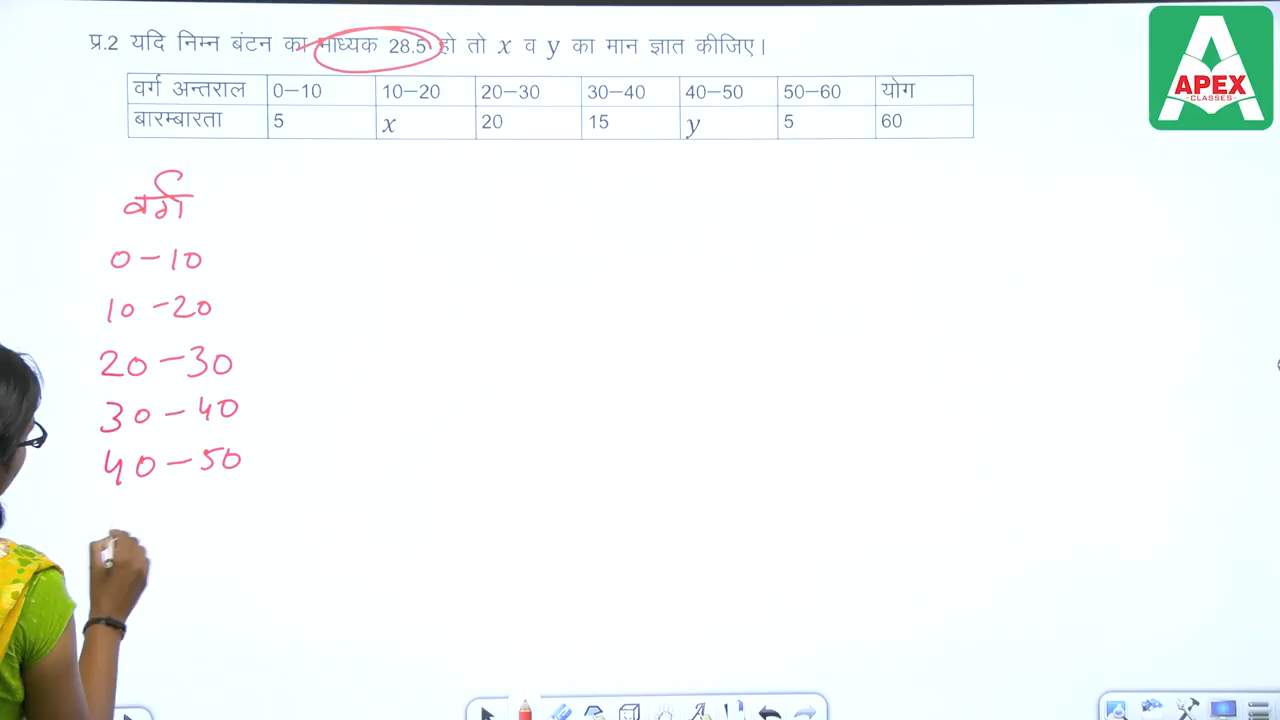 प्र.2 यदि निम्न बंटन का माध्यक 28.5 हो तो x व y का मान ज्ञात कीजिए।
वर्ग अन्तराल 0–10 10–20 20–30 30–40 40–50 50–60 योग
बारम्बारता 5 x 20 15 y 5 60
APEX
CLASSES
वर्ग
0 – 10
10 – 20
20 – 30
30 – 40
40 – 50